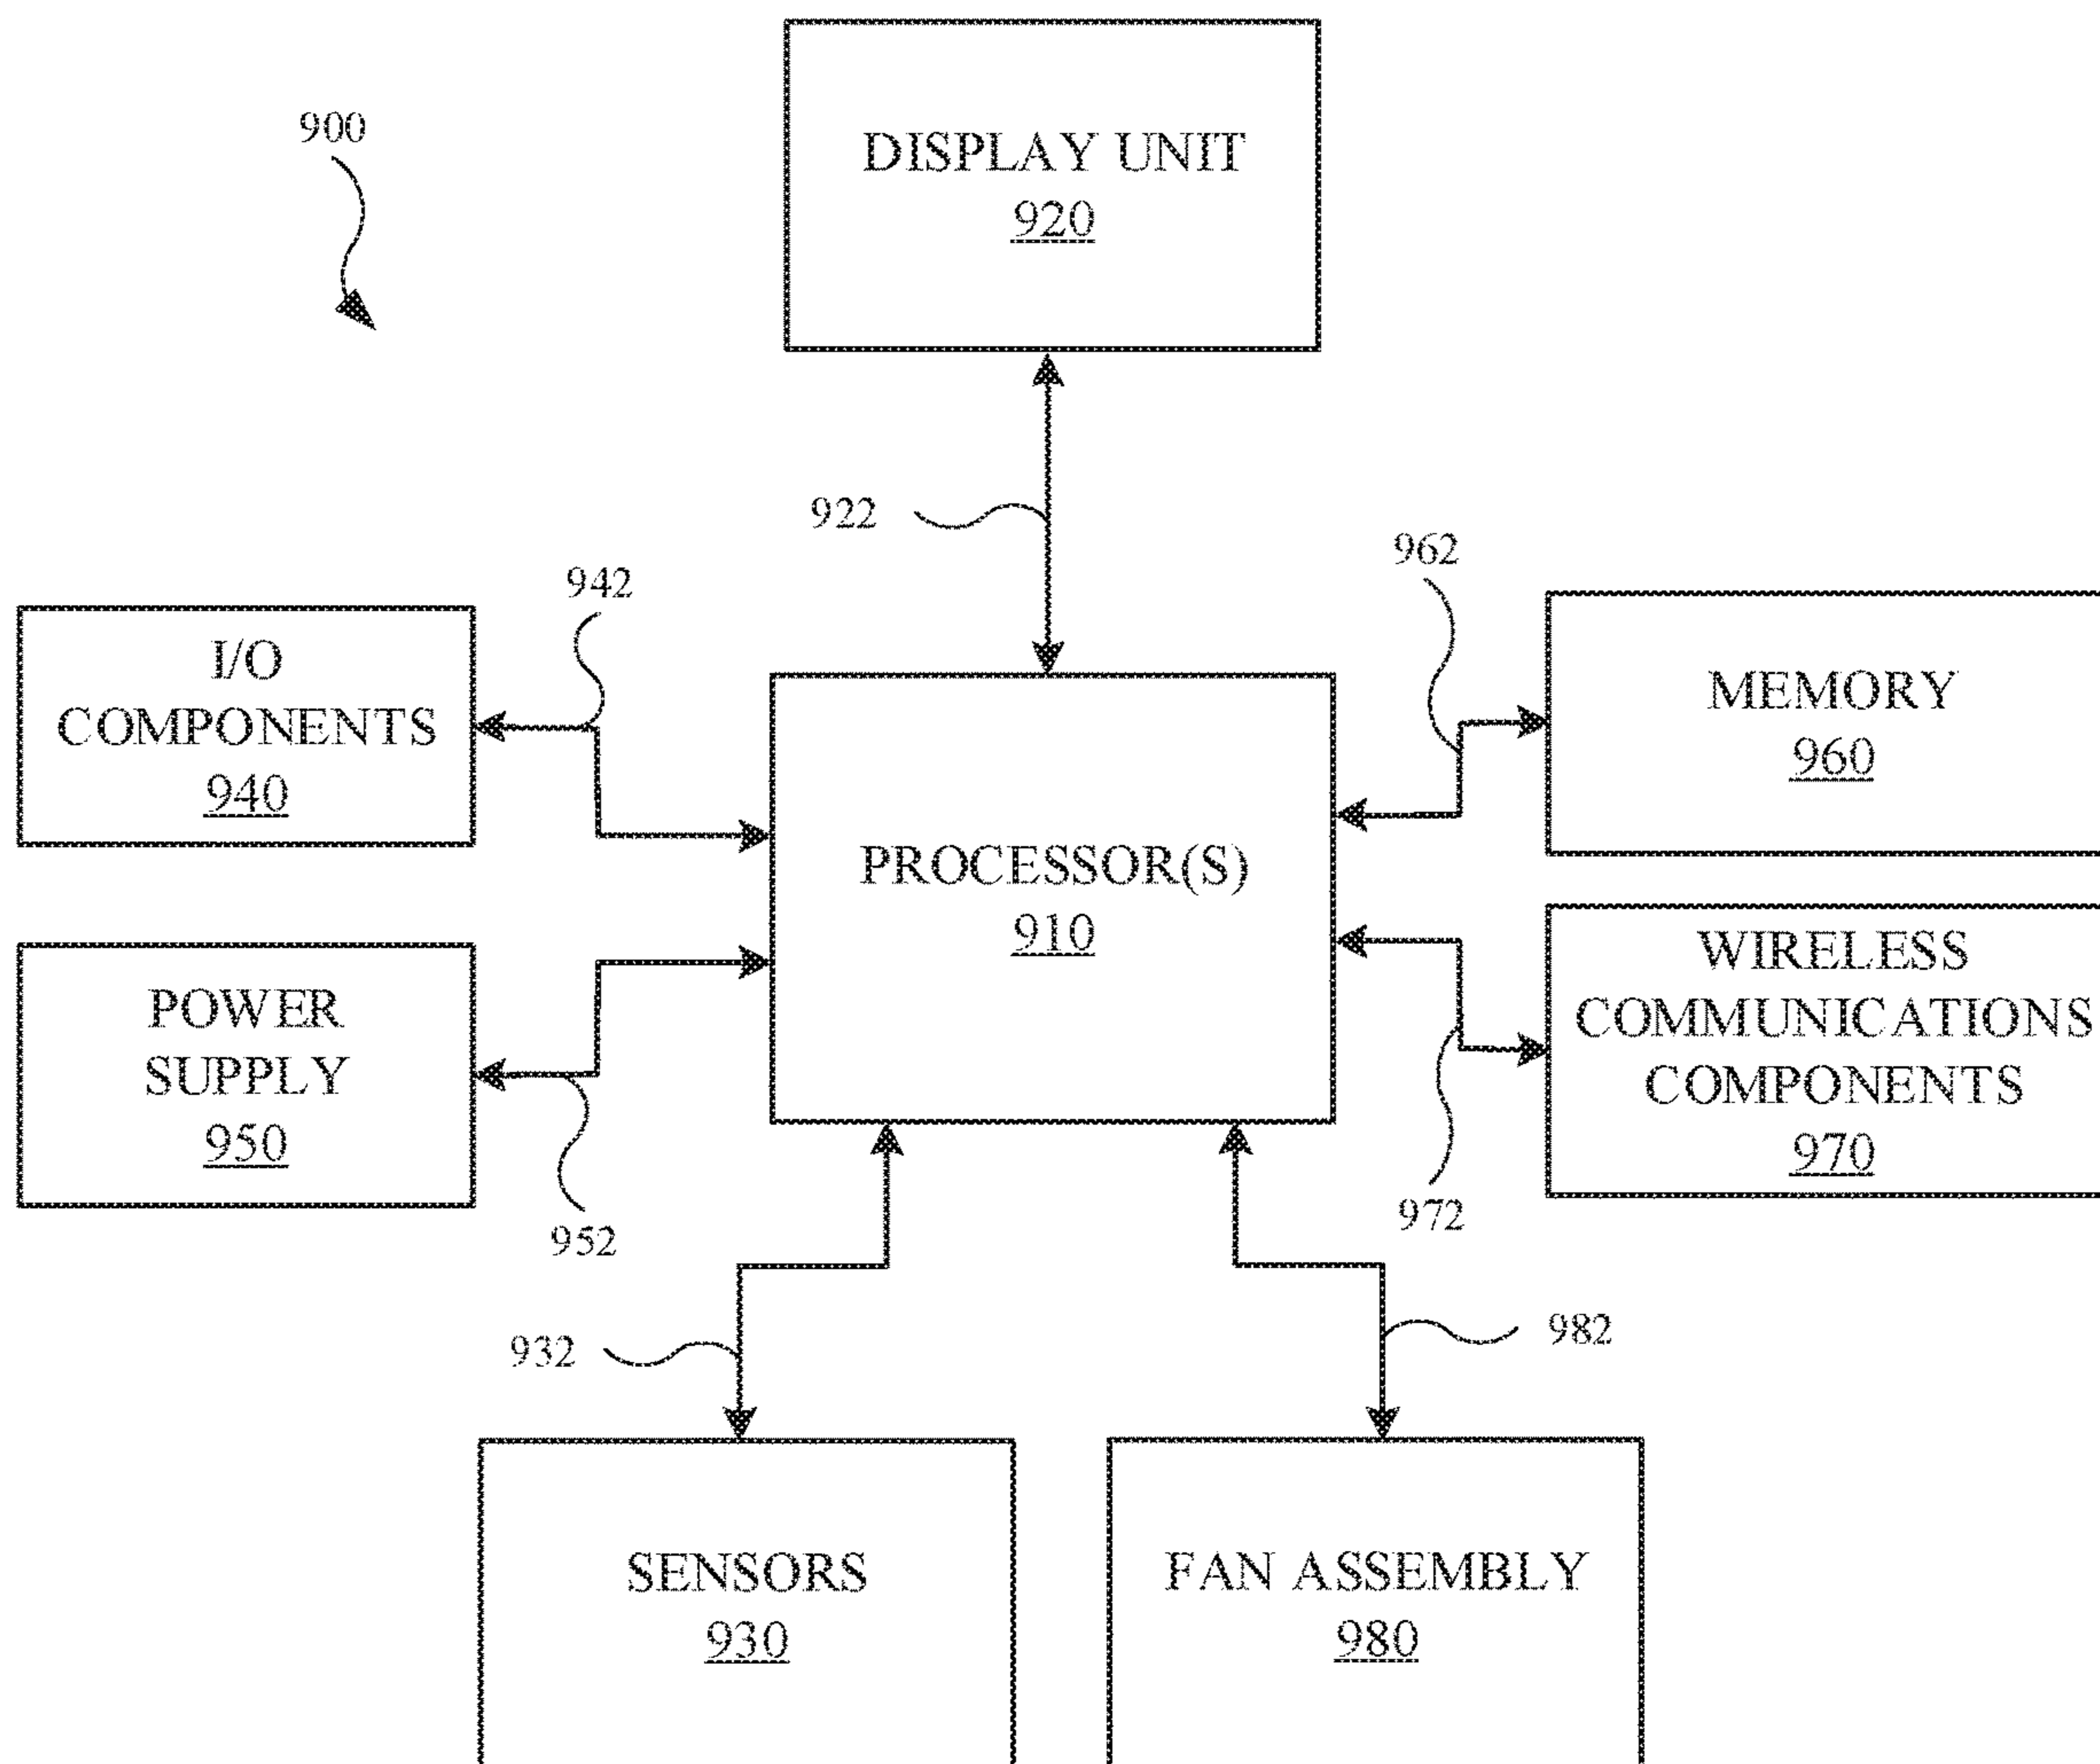 900
DISPLAY UNIT
920
922
942
962
I/O
COMPONENTS
940
MEMORY
960
PROCESSOR(S)
910
POWER
SUPPLY
950
WIRELESS
COMMUNICATIONS
COMPONENTS
970
952
972
932
982
SENSORS
930
FAN ASSEMBLY
980